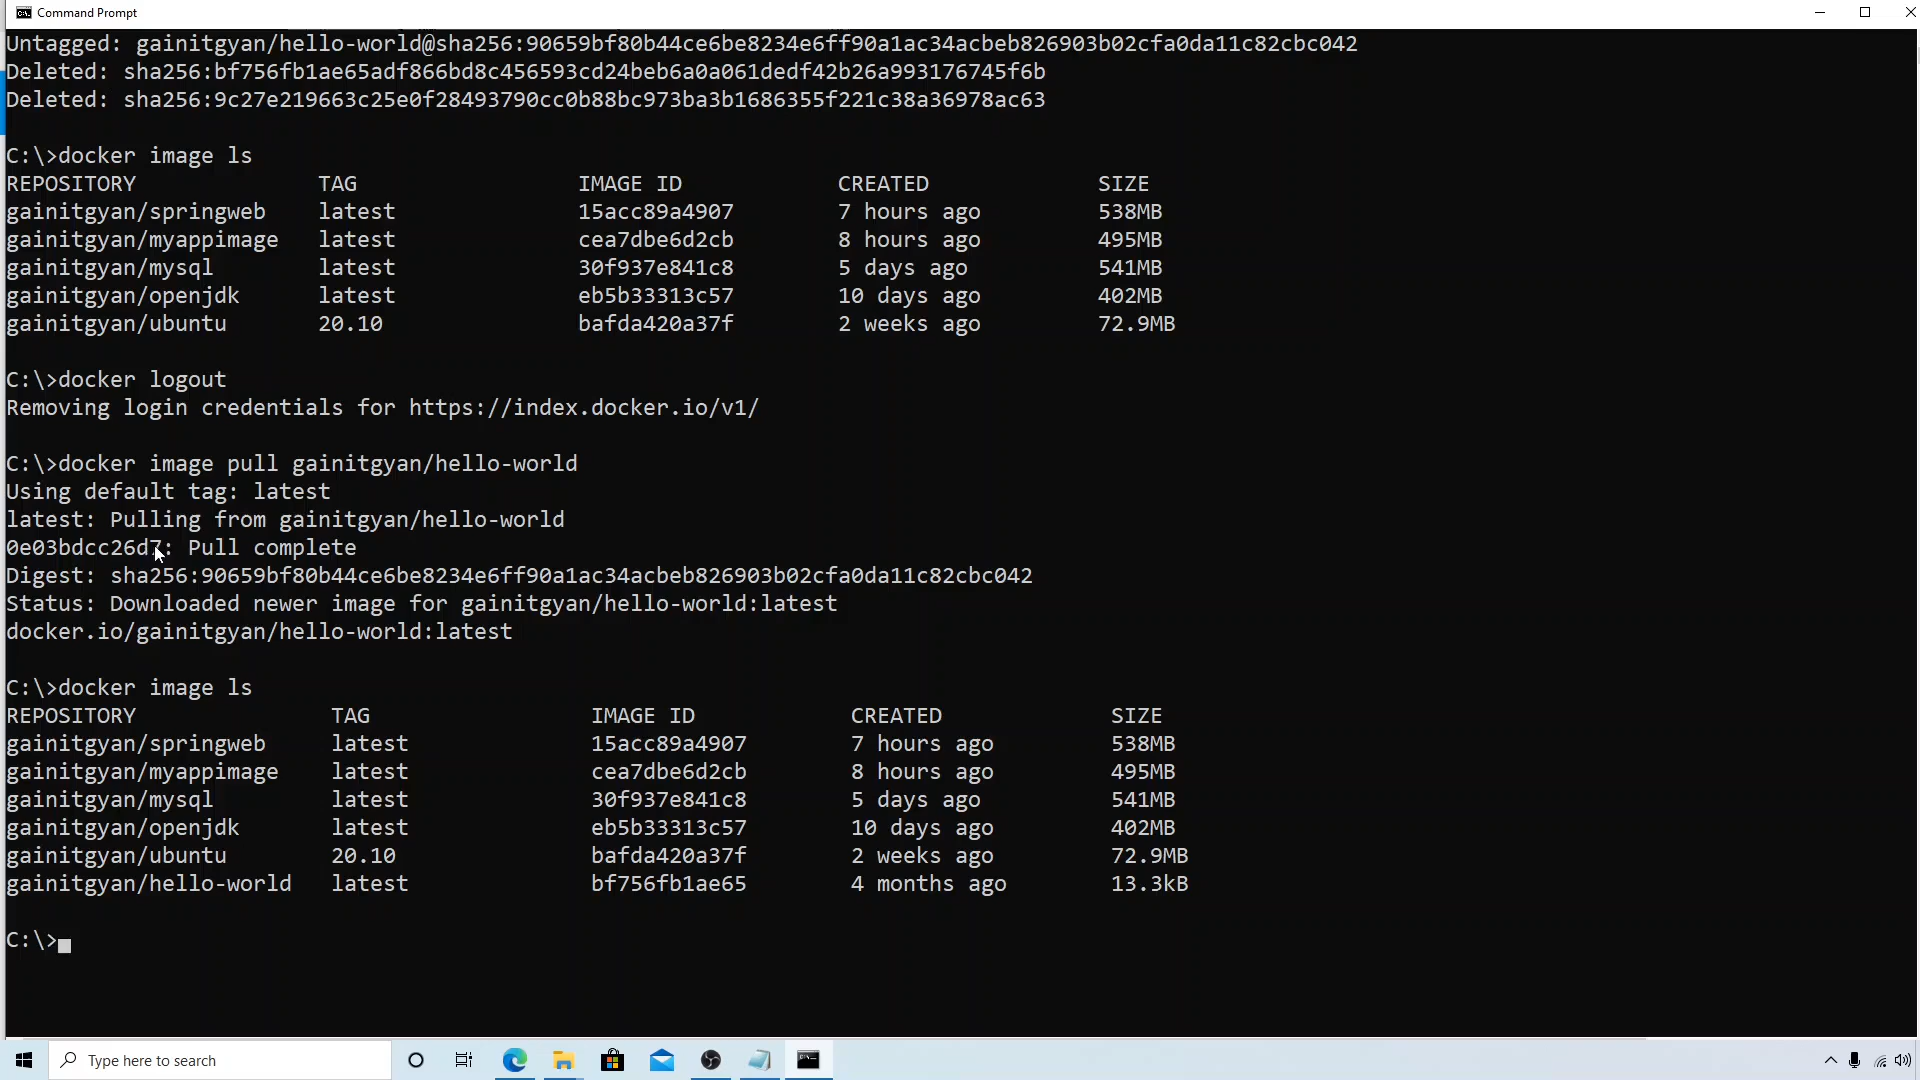 Command Prompt
Untagged: gainitgyan/hello-world@sha256:90659bf80b44ce6be8234e6ff90a1ac34acbeb826903b02cfa0da11c82cbc042
Deleted: sha256:bf756fb1ae65adf866bd8c456593cd24beb6a0a061dedf42b26a993176745f6b
Deleted: sha256:9c27e219663c25e0f28493790cc0b88bc973ba3b1686355f221c38a36978ac63
C:\>docker image ls
REPOSITORY TAG IMAGE ID CREATED SIZE
gainitgyan/springweb latest 15acc89a4907 7 hours ago 538MB
gainitgyan/myappimage latest cea7dbe6d2cb 8 hours ago 495MB
gainitgyan/mysql latest 30f937e841c8 5 days ago 541MB
gainitgyan/openjdk latest eb5b33313c57 10 days ago 402MB
gainitgyan/ubuntu 20.10 bafda420a37f 2 weeks ago 72.9MB
C:\>docker logout
Removing login credentials for https://index.docker.io/v1/
C:\>docker image pull gainitgyan/hello-world
Using default tag: latest
latest: Pulling from gainitgyan/hello-world
0e03bdcc26d7: Pull complete
Digest: sha256:90659bf80b44ce6be8234e6ff90a1ac34acbeb826903b02cfa0da11c82cbc042
Status: Downloaded newer image for gainitgyan/hello-world:latest
docker.io/gainitgyan/hello-world:latest
C:\>docker image ls
REPOSITORY TAG IMAGE ID CREATED SIZE
gainitgyan/springweb latest 15acc89a4907 7 hours ago 538MB
gainitgyan/myappimage latest cea7dbe6d2cb 8 hours ago 495MB
gainitgyan/mysql latest 30f937e841c8 5 days ago 541MB
gainitgyan/openjdk latest eb5b33313c57 10 days ago 402MB
gainitgyan/ubuntu 20.10 bafda420a37f 2 weeks ago 72.9MB
gainitgyan/hello-world latest bf756fb1ae65 4 months ago 13.3kB
C:\>
Type here to search